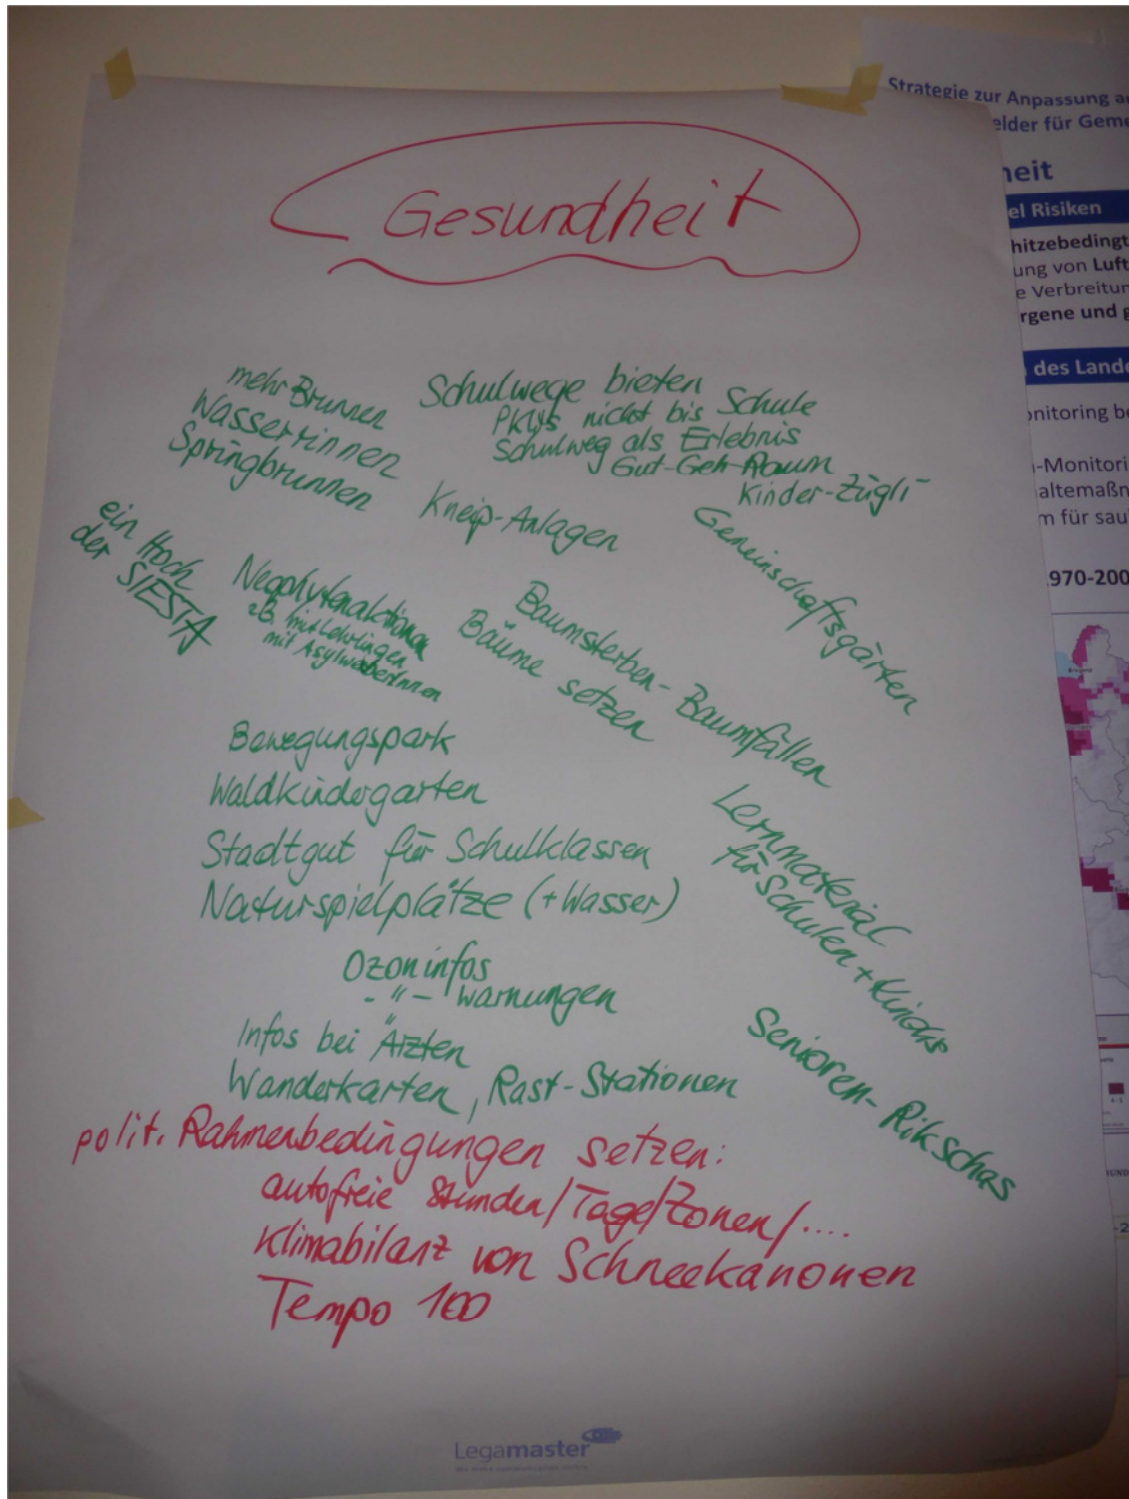 Gesundheit
mehr Brunnen
Wasserrinnen
Springbrunnen
Schulwege bieten
PKWs nicht bis Schule
Schulweg als Erlebnis
Gut-Geh-Raum
Kinder-Zügli
Kneip-Anlagen
Gemeinschaftsgärten
ein Hoch
der SIESTA
Neophytenaktionen
z.B. mit Lehrlingen
mit AsylwerberInnen
Baumsterben - Baumfällen
Bäume setzen
Bewegungspark
Waldkindergarten
Stadtgut für Schulklassen
Naturspielplätze (+Wasser)
Lernmaterial
für Schulen + Kindis
Ozoninfos
- " - warnungen
Infos bei Ärzten
Wanderkarten, Rast-Stationen
Senioren-Rikschas
polit. Rahmenbedingungen setzen:
autofreie Stunden/Tage/Zonen/....
Klimabilanz von Schneekanonen
Tempo 100
Legamaster
Strategie zur Anpassung a
elder für Geme
heit
el Risiken
hitzebedingt
ung von Luft
e Verbreitun
rgene und g
des Lande
onitoring be
-Monitori
altemaßn
m für sau
970-200